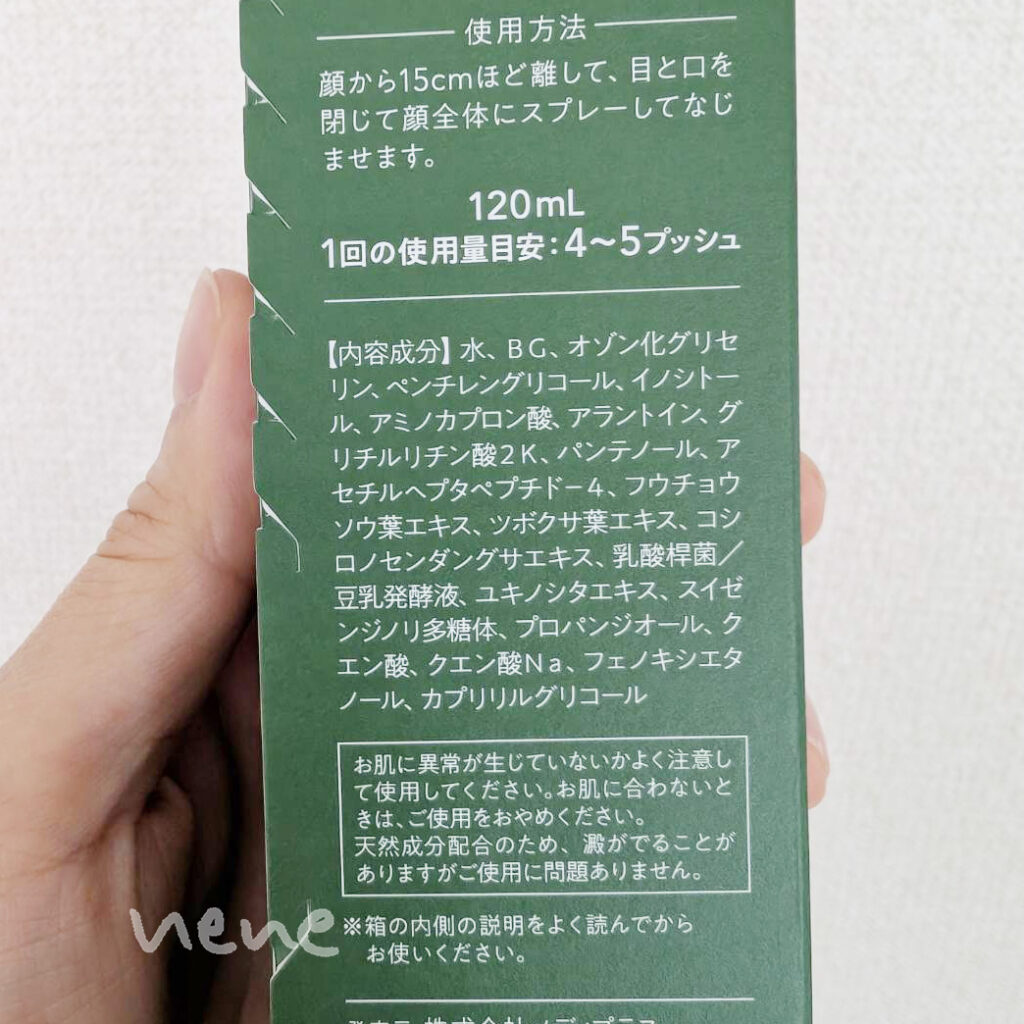 使用方法
顔から15cmほど離して、目と口を
閉じて顔全体にスプレーしてなじ
ませます。
120mL
1回の使用量目安：4〜5プッシュ
【内容成分】水、BG、オゾン化グリセ
リン、ペンチレングリコール、イノシトー
ル、アミノカプロン酸、アラントイン、グ
リチルリチン酸2K、パンテノール、ア
セチルヘプタペプチド－4、フウチョウ
ソウ葉エキス、ツボクサ葉エキス、コシ
ロノセンダングサエキス、乳酸桿菌／
豆乳発酵液、ユキノシタエキス、スイゼ
ンジノリ多糖体、プロパンジオール、ク
エン酸、クエン酸Na、フェノキシエタ
ノール、カプリリルグリコール
お肌に異常が生じていないかよく注意し
て使用してください。お肌に合わないと
きは、ご使用をおやめください。
天然成分配合のため、澱がでることが
ありますがご使用に問題ありません。
nene
※箱の内側の説明をよく読んでから
お使いください。
株式会社メディプラス